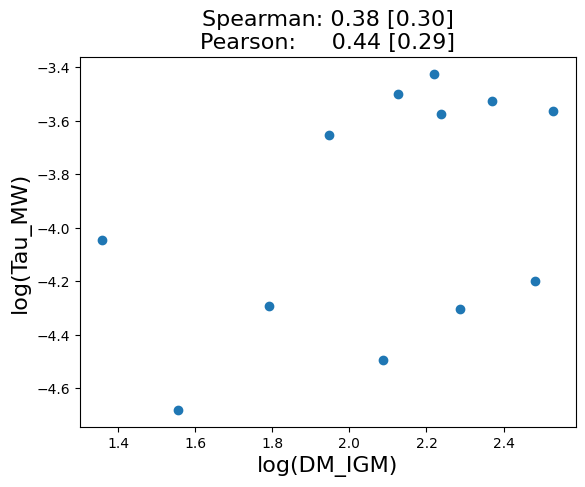 Spearman: 0.38 [0.30]
Pearson: 0.44 [0.29]
−3.4
−3.6
−3.8
−4.0
−4.2
−4.4
−4.6
log(Tau_MW)
1.4 1.6 1.8 2.0 2.2 2.4
log(DM_IGM)